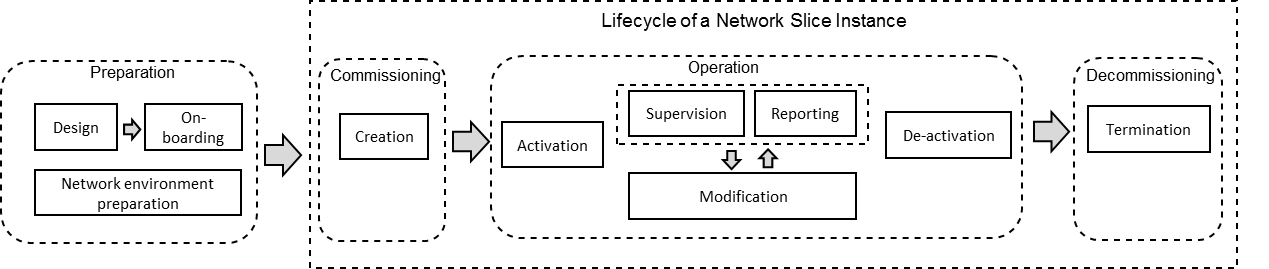 Lifecycle of a Network Slice Instance
Preparation
Design
On-
boarding
Network environment
preparation
Commissioning
Creation
Operation
Activation
Supervision
Reporting
Modification
De-activation
Decommissioning
Termination